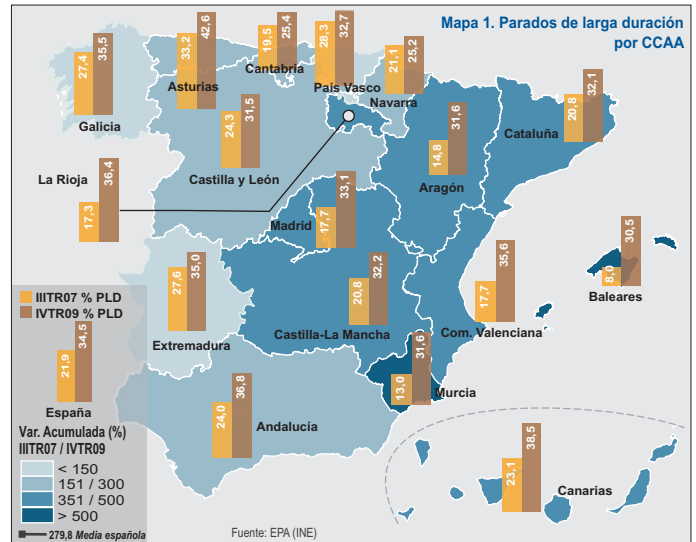 Mapa 1. Parados de larga duración
por CCAA
27,4
35,5
Galicia
33,2
42,6
Asturias
19,5
25,4
Cantabria
28,3
32,7
País Vasco
21,1
25,2
Navarra
24,3
31,5
Castilla y León
17,3
36,4
La Rioja
14,8
31,6
Aragón
20,8
32,1
Cataluña
17,7
33,1
Madrid
8,0
30,5
Baleares
27,6
35,0
Extremadura
20,8
32,2
Castilla-La Mancha
17,7
35,6
Com. Valenciana
13,0
31,6
Murcia
24,0
36,8
Andalucía
23,1
38,5
Canarias
IIITR07 % PLD
IVTR09 % PLD
21,9
34,5
España
Var. Acumulada (%)
IIITR07 / IVTR09
< 150
151 / 300
351 / 500
> 500
279,8 Media española
Fuente: EPA (INE)